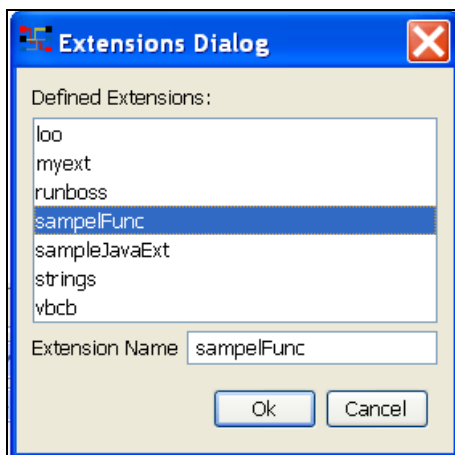 Extensions Dialog
Defined Extensions:
loo
myext
runboss
sampelFunc
sampleJavaExt
strings
vbcb
Extension Name sampelFunc
Ok Cancel